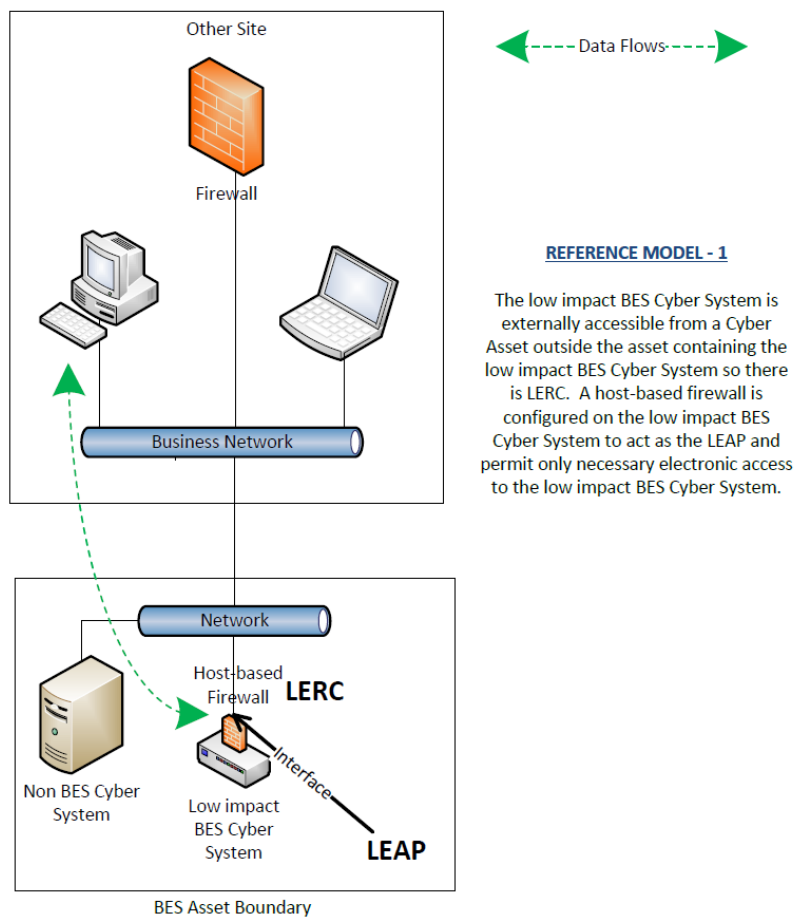 Other Site
Data Flows
Firewall
REFERENCE MODEL - 1
The low impact BES Cyber System is
externally accessible from a Cyber
Asset outside the asset containing the
low impact BES Cyber System so there
is LERC.  A host-based firewall is
configured on the low impact BES
Cyber System to act as the LEAP and
permit only necessary electronic access
to the low impact BES Cyber System.
Business Network
Network
Host-based
Firewall
LERC
Interface
Non BES Cyber
System
Low impact
BES Cyber
System
LEAP
BES Asset Boundary